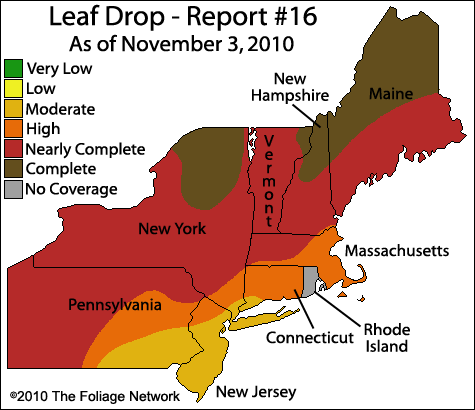 Leaf Drop - Report #16
As of November 3, 2010
Very Low
Low
Moderate
High
Nearly Complete
Complete
No Coverage
New
Hampshire
Maine
Vermont
New York
Massachusetts
Pennsylvania
Connecticut
Rhode
Island
New Jersey
©2010 The Foliage Network